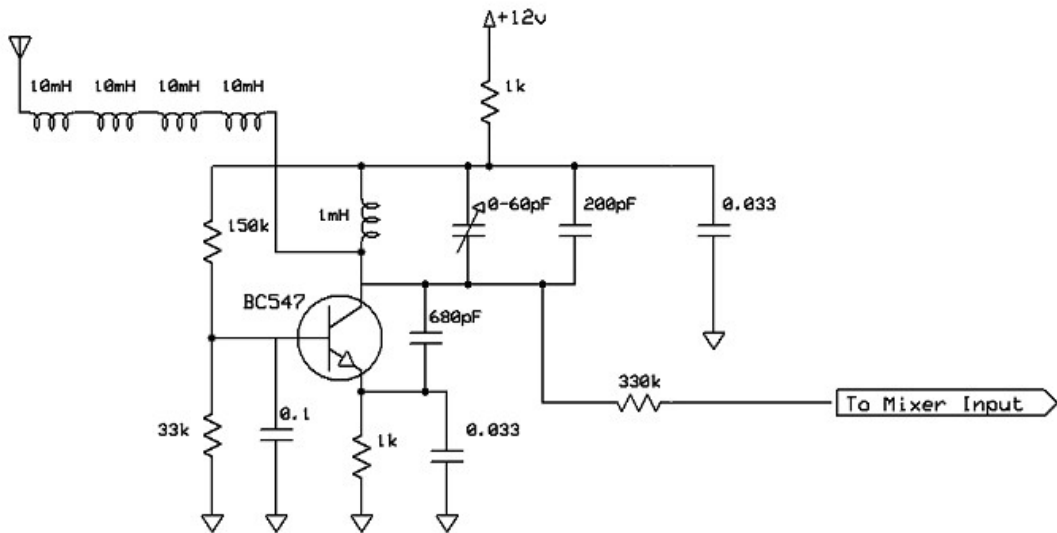 +12v
10mH 10mH 10mH 10mH
1k
1mH
0-60pF
200pF
0.033
150k
BC547
680pF
330k
To Mixer Input
33k
0.1
1k
0.033